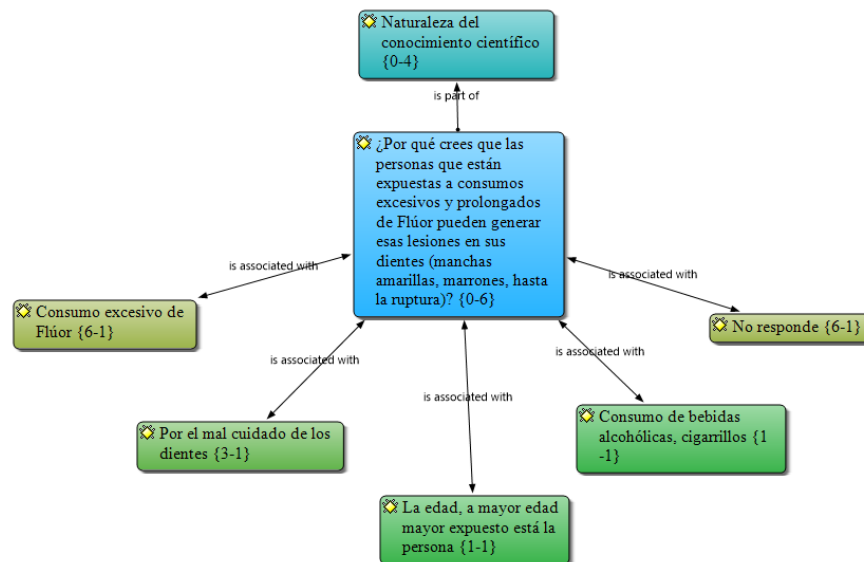 Naturaleza del
conocimiento científico
{0-4}
is part of
¿Por qué crees que las
personas que están
expuestas a consumos
excesivos y prolongados
de Flúor pueden generar
esas lesiones en sus
dientes (manchas
amarillas, marrones, hasta
la ruptura)? {0-6}
is associated with
is associated with
Consumo excesivo de
Flúor {6-1}
No responde {6-1}
is associated with
is associated with
is associated with
Por el mal cuidado de los
dientes {3-1}
Consumo de bebidas
alcohólicas, cigarrillos {1
-1}
La edad, a mayor edad
mayor expuesto está la
persona {1-1}